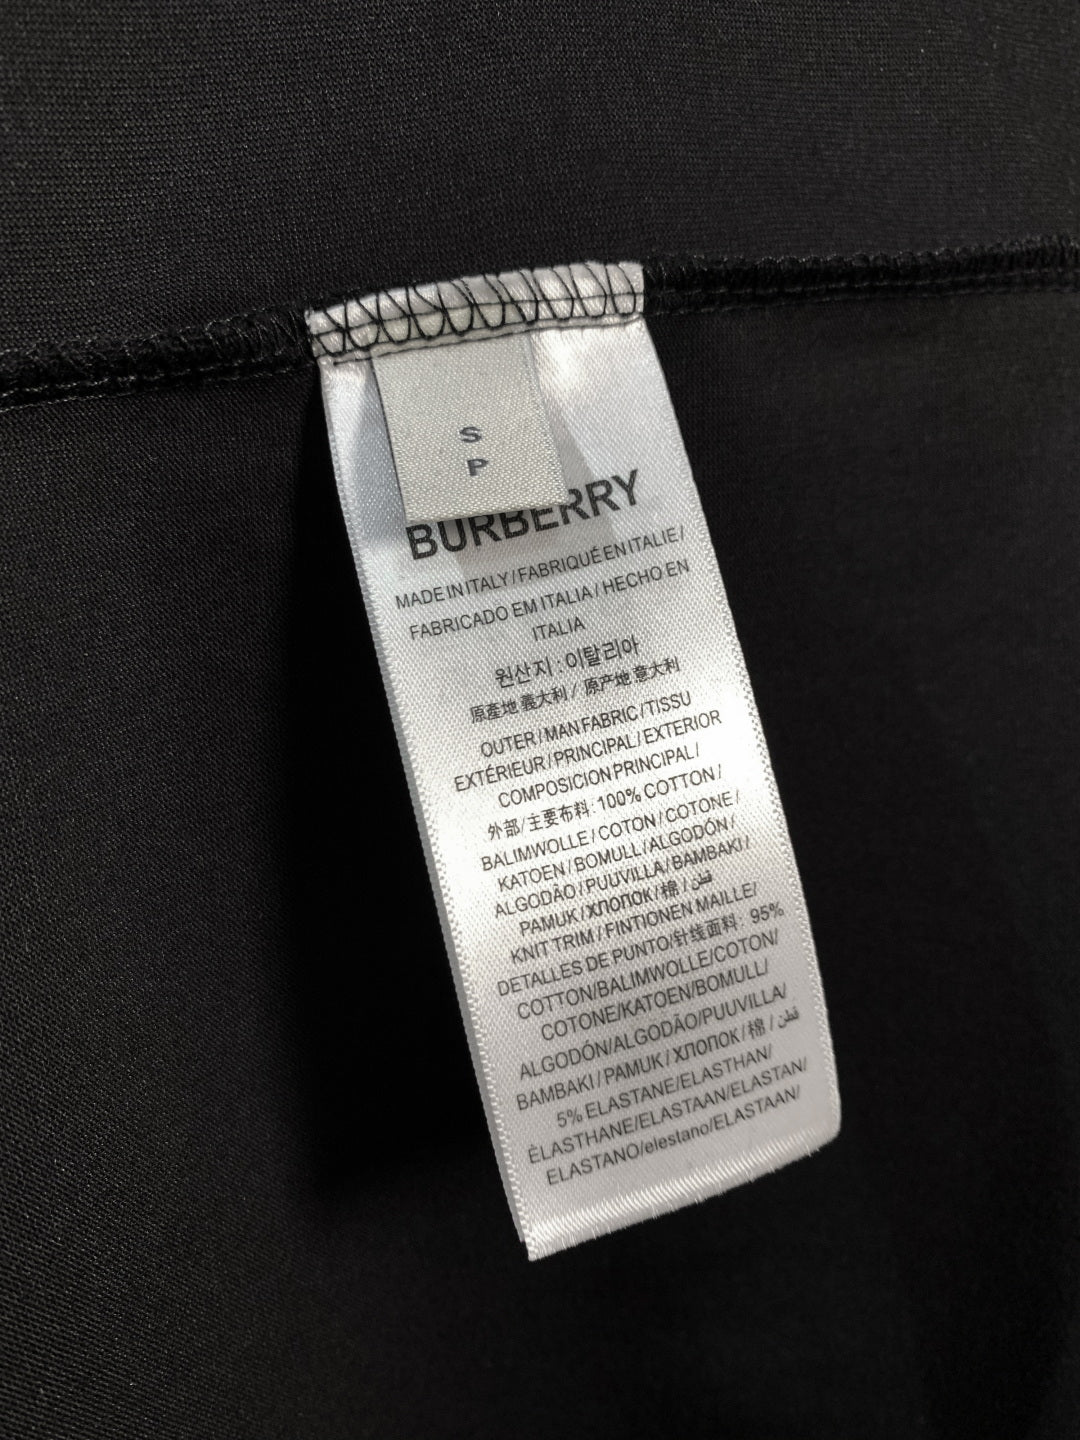 S
P
BURBERRY
MADE IN ITALY / FABRIQUÉ EN ITALIE /
FABRICADO EM ITALIA / HECHO EN
ITALIA
원산지 : 이탈리아
原產地 義大利 / 原产地 意大利
OUTER / MAN FABRIC / TISSU
EXTÉRIEUR / PRINCIPAL / EXTERIOR
COMPOSICION PRINCIPAL /
外部/主要布料: 100% COTTON /
BALIMWOLLE / COTON / COTONE /
KATOEN / BOMULL / ALGODÓN /
ALGODÃO / PUUVILLA / BAMBAKI /
PAMUK / ХЛОПОК / 棉 / قطن
KNIT TRIM / FINTIONEN MAILLE/
DETALLES DE PUNTO/针线面料: 95%
COTTON/BALIMWOLLE/COTON/
COTONE/KATOEN/BOMULL/
ALGODÓN/ALGODÃO/PUUVILLA/
BAMBAKI / PAMUK / ХЛОПОК / 棉 / قطن
5% ELASTANE/ELASTHAN/
ÈLASTHANE/ELASTAAN/ELASTAN/
ELASTANO/elestano/ELASTAAN/